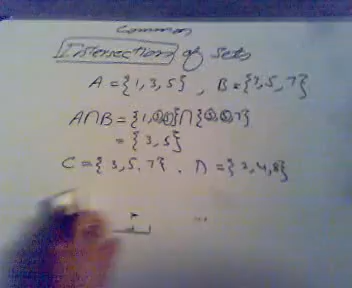 Common
Intersection of Sets
A = {1, 3, 5}, B = {3, 5, 7}
A∩B = {1,3,5}∩{3,5,7}
= {3, 5}
C = {3, 5, 7}, D = {2, 4, 8}